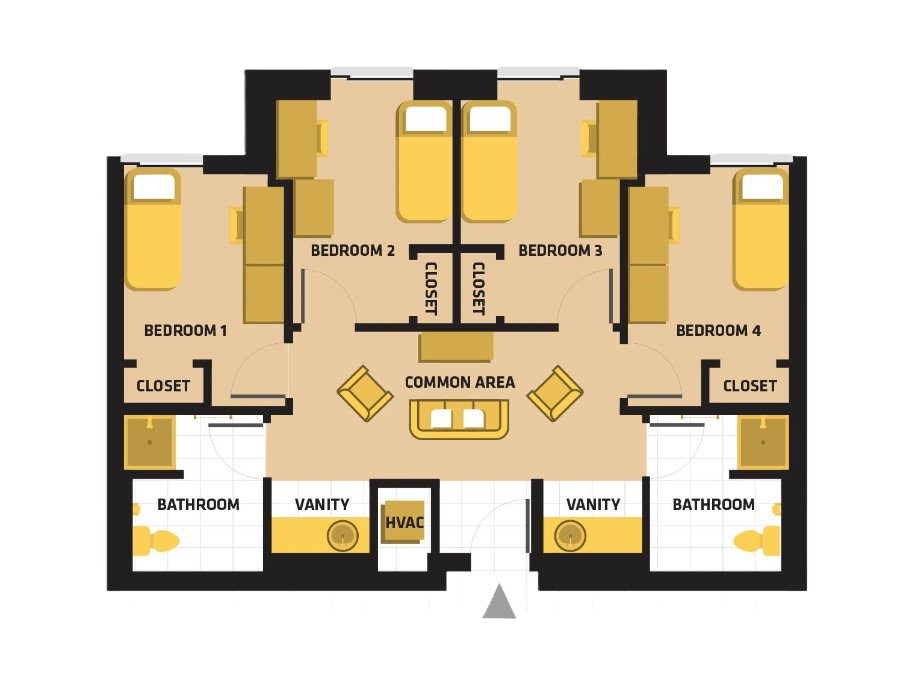 BEDROOM 2
BEDROOM 3
CLOSET
CLOSET
BEDROOM 1
BEDROOM 4
COMMON AREA
CLOSET
CLOSET
BATHROOM
VANITY
HVAC
VANITY
BATHROOM